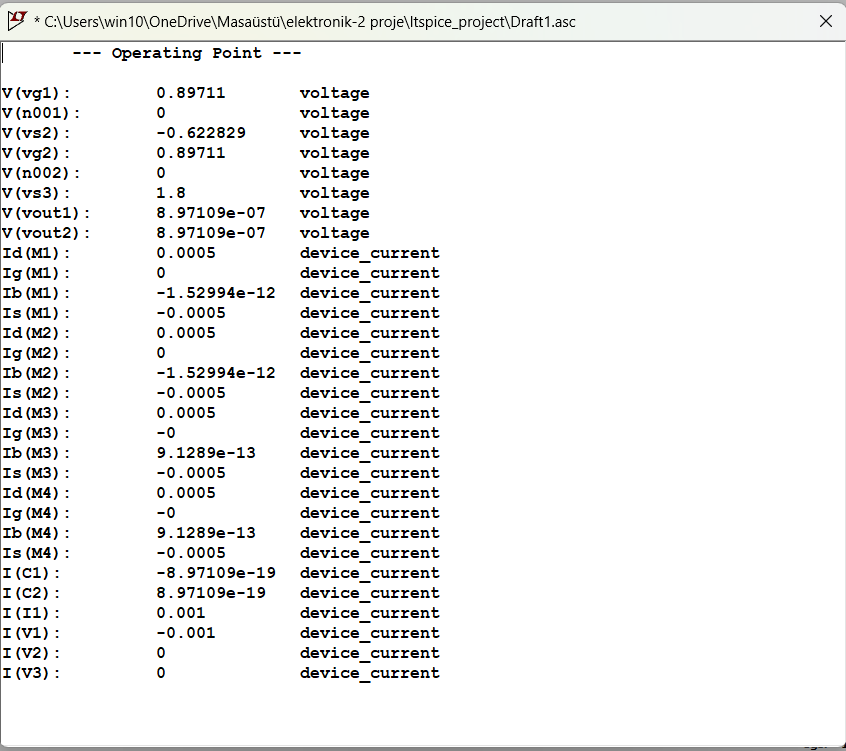 * C:\Users\win10\OneDrive\Masaüstü\elektronik-2 proje\ltspice_project\Draft1.asc
--- Operating Point ---
V(vg1): 0.89711 voltage
V(n001): 0 voltage
V(vs2): -0.622829 voltage
V(vg2): 0.89711 voltage
V(n002): 0 voltage
V(vs3): 1.8 voltage
V(vout1): 8.97109e-07 voltage
V(vout2): 8.97109e-07 voltage
Id(M1): 0.0005 device_current
Ig(M1): 0 device_current
Ib(M1): -1.52994e-12 device_current
Is(M1): -0.0005 device_current
Id(M2): 0.0005 device_current
Ig(M2): 0 device_current
Ib(M2): -1.52994e-12 device_current
Is(M2): -0.0005 device_current
Id(M3): 0.0005 device_current
Ig(M3): -0 device_current
Ib(M3): 9.1289e-13 device_current
Is(M3): -0.0005 device_current
Id(M4): 0.0005 device_current
Ig(M4): -0 device_current
Ib(M4): 9.1289e-13 device_current
Is(M4): -0.0005 device_current
I(C1): -8.97109e-19 device_current
I(C2): 8.97109e-19 device_current
I(I1): 0.001 device_current
I(V1): -0.001 device_current
I(V2): 0 device_current
I(V3): 0 device_current